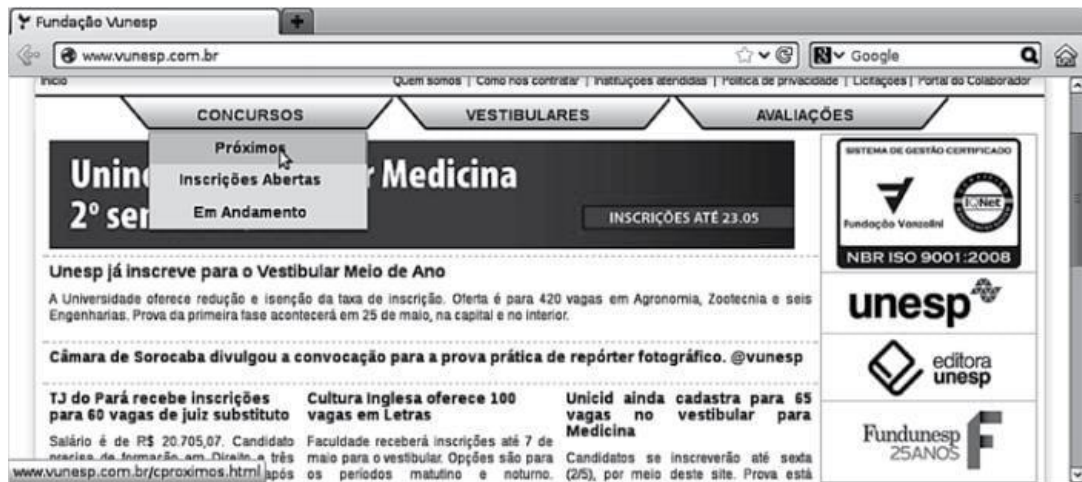 Fundação Vunesp
www.vunesp.com.br
Google
Início
Quem somos | Como nos contratar | Instituições atendidas | Política de privacidade | Licitações | Portal do Colaborador
CONCURSOS
VESTIBULARES
AVALIAÇÕES
Próximos
Inscrições Abertas
Em Andamento
r Medicina
2º
INSCRIÇÕES ATÉ 23.05
SISTEMA DE GESTÃO CERTIFICADO
Fundação Vanzolini
IQNet
NBR ISO 9001:2008
unesp
editora
unesp
Fundunesp
25ANOS
F
Unesp já inscreve para o Vestibular Meio de Ano
A Universidade oferece redução e isenção da taxa de inscrição. Oferta é para 420 vagas em Agronomia, Zootecnia e seis
Engenharias. Prova da primeira fase acontecerá em 25 de maio, na capital e no interior.
Câmara de Sorocaba divulgou a convocação para a prova prática de repórter fotográfico. @vunesp
TJ do Pará recebe inscrições
para 60 vagas de juiz substituto
Salário é de R$ 20.705,07. Candidato
precisa de formação em Direito e três
após
Cultura Inglesa oferece 100
vagas em Letras
Faculdade receberá inscrições até 7 de
maio para o vestibular. Opções são para
os períodos matutino e noturno.
Unicid ainda cadastra para 65
vagas no vestibular para
Medicina
Candidatos se inscreverão até sexta
(2/5), por meio deste site. Prova está
www.vunesp.com.br/cproximos.html